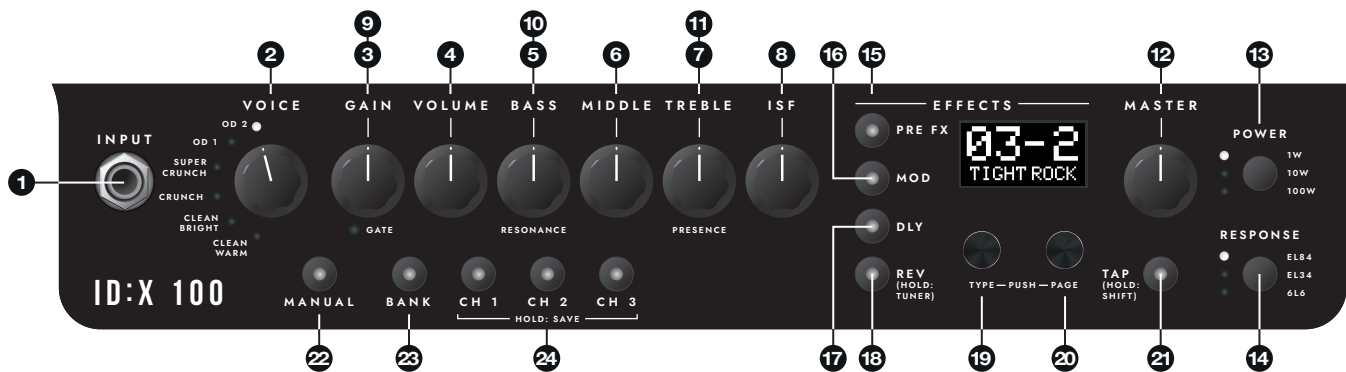 9
10
11
2
3
4
5
6
7
8
16
15
12
13
VOICE
GAIN
VOLUME
BASS
MIDDLE
TREBLE
ISF
EFFECTS
MASTER
INPUT
OD 2
OD 1
SUPER
CRUNCH
CRUNCH
CLEAN
BRIGHT
CLEAN
WARM
1
GATE
RESONANCE
PRESENCE
PRE FX
MOD
DLY
REV
(HOLD:
TUNER)
03-2
TIGHT ROCK
TYPE — PUSH — PAGE
POWER
1W
10W
100W
RESPONSE
EL84
EL34
6L6
TAP
(HOLD:
SHIFT)
ID:X 100
MANUAL
BANK
CH 1
CH 2
CH 3
HOLD: SAVE
22
23
24
17
18
19
20
21
14